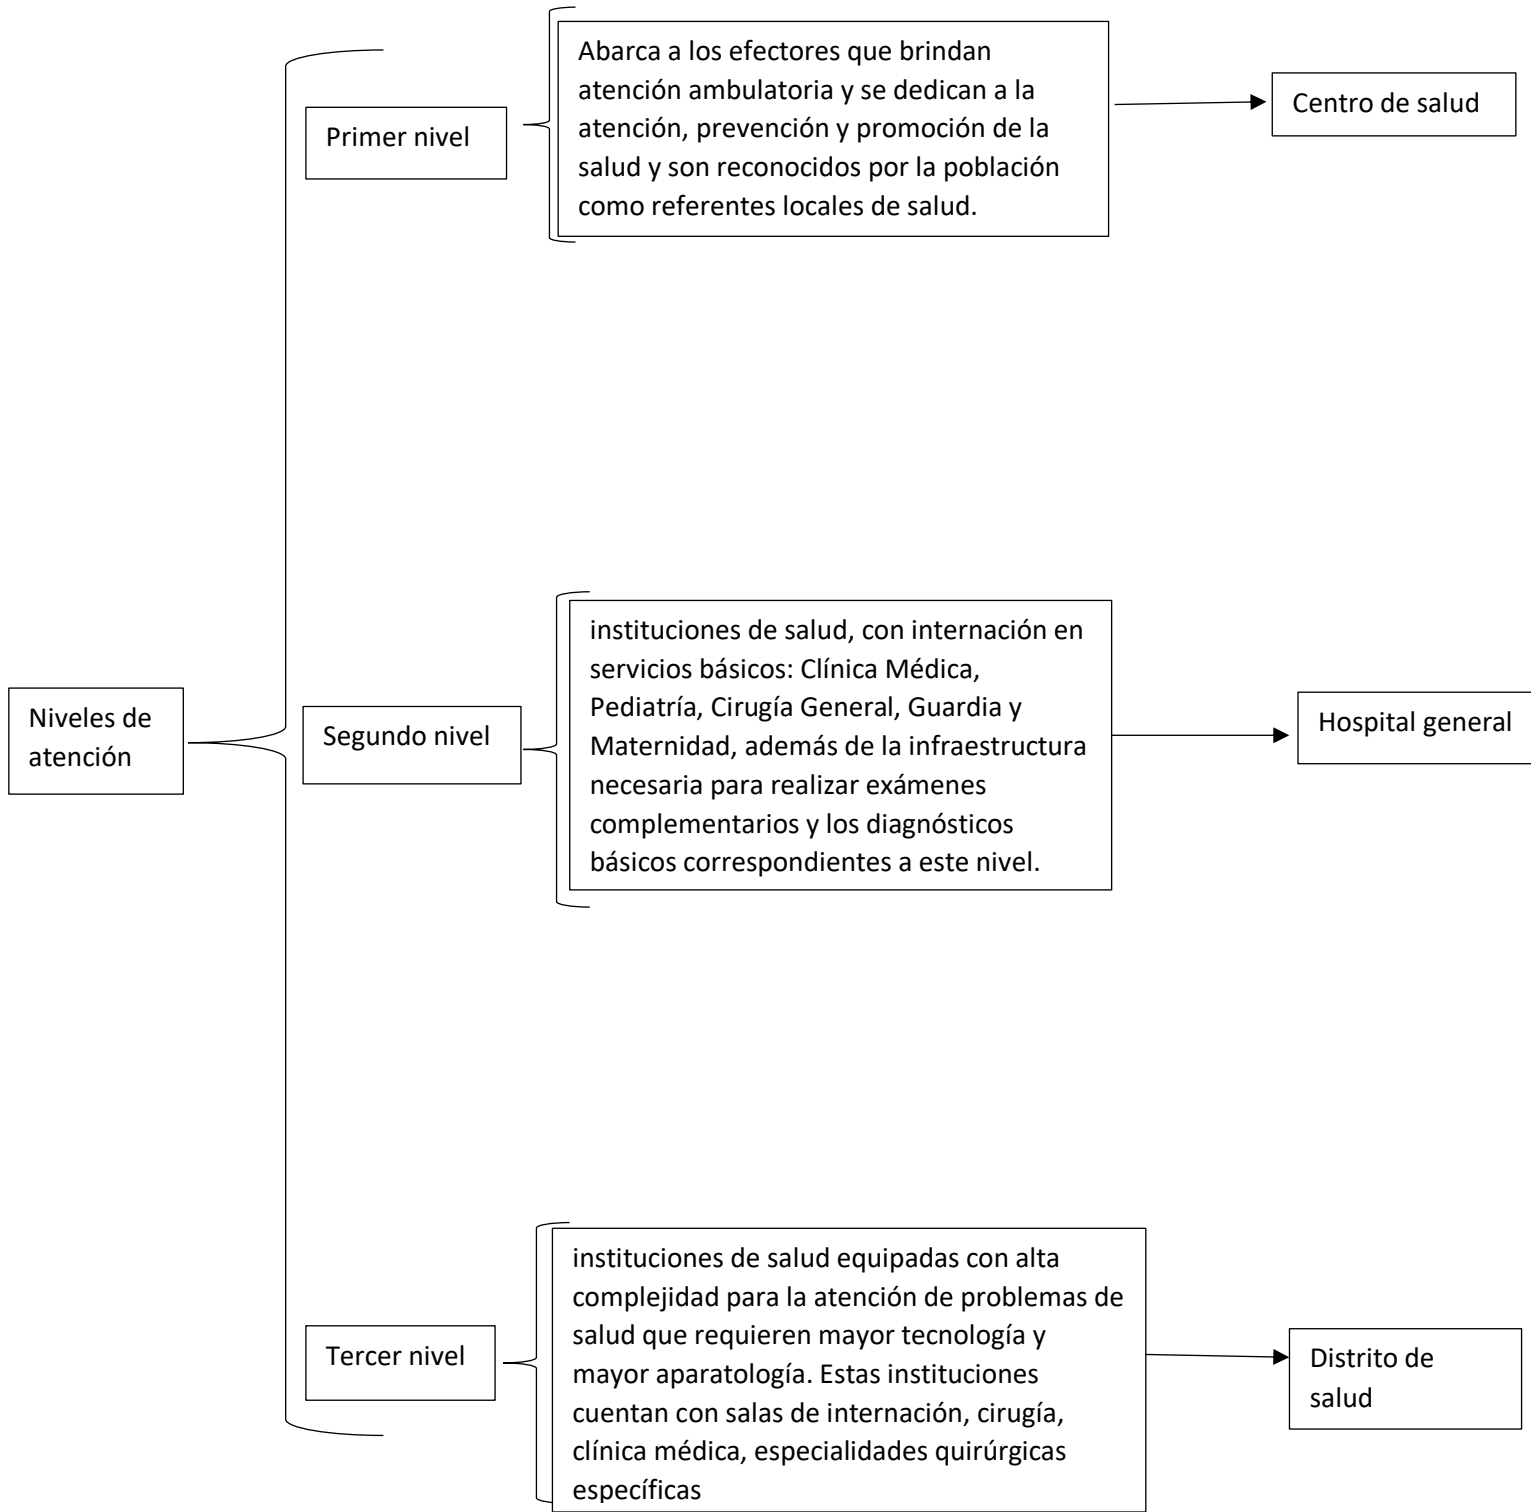 Niveles de
atención
Primer nivel
Abarca a los efectores que brindan
atención ambulatoria y se dedican a la
atención, prevención y promoción de la
salud y son reconocidos por la población
como referentes locales de salud.
Centro de salud
Segundo nivel
instituciones de salud, con internación en
servicios básicos: Clínica Médica,
Pediatría, Cirugía General, Guardia y
Maternidad, además de la infraestructura
necesaria para realizar exámenes
complementarios y los diagnósticos
básicos correspondientes a este nivel.
Hospital general
Tercer nivel
instituciones de salud equipadas con alta
complejidad para la atención de problemas de
salud que requieren mayor tecnología y
mayor aparatología. Estas instituciones
cuentan con salas de internación, cirugía,
clínica médica, especialidades quirúrgicas
específicas
Distrito de
salud